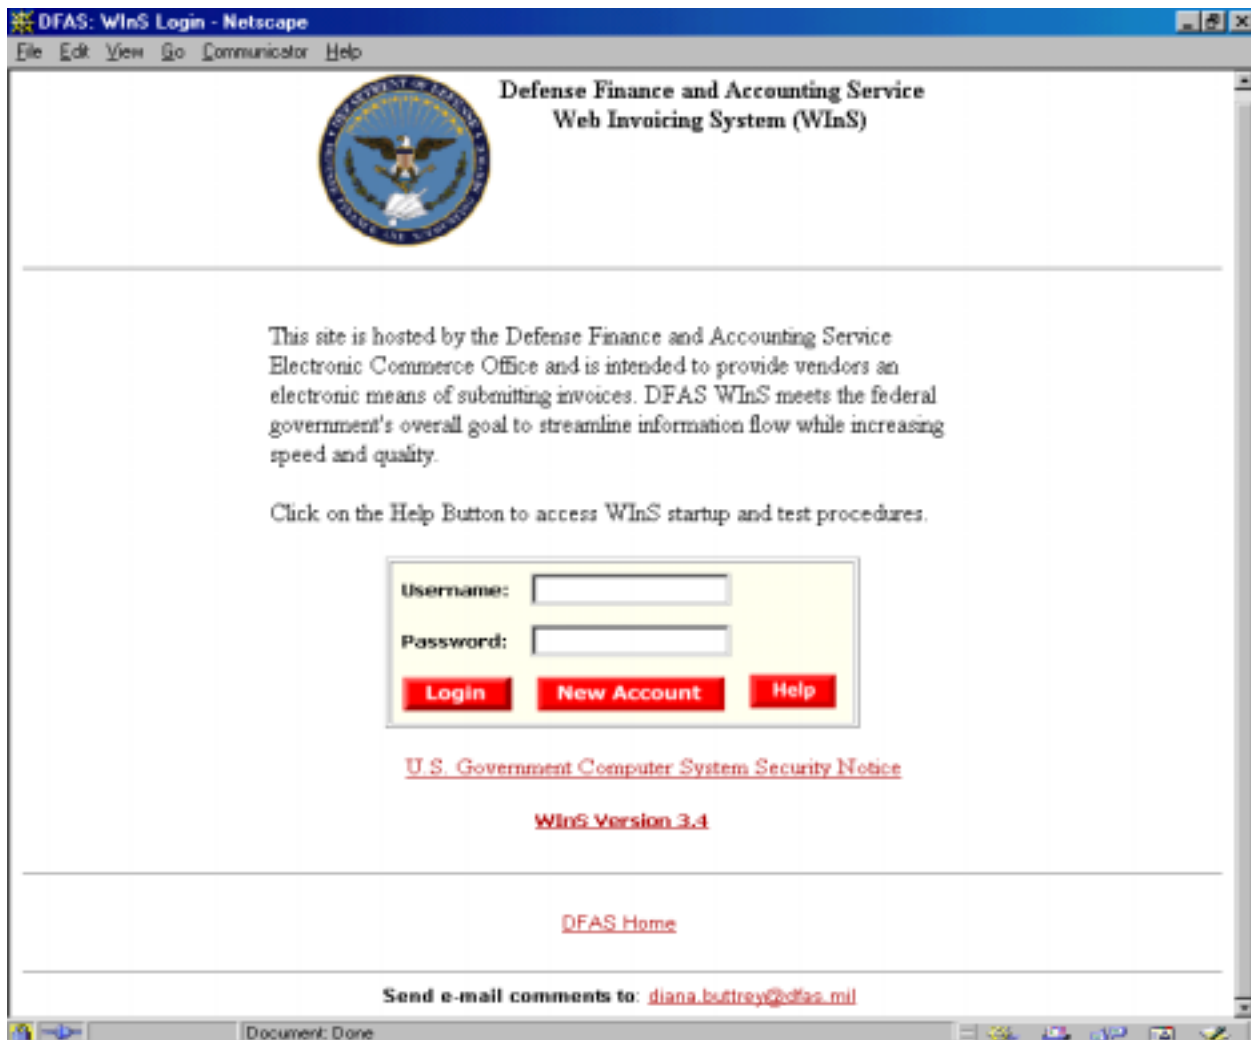 DFAS: WInS Login - Netscape
File Edit View Go Communicator Help
Defense Finance and Accounting Service
Web Invoicing System (WInS)
This site is hosted by the Defense Finance and Accounting Service
Electronic Commerce Office and is intended to provide vendors an
electronic means of submitting invoices. DFAS WInS meets the federal
government's overall goal to streamline information flow while increasing
speed and quality.
Click on the Help Button to access WInS startup and test procedures.
Username:
Password:
Login New Account Help
U.S. Government Computer System Security Notice
WInS Version 3.4
DFAS Home
Send e-mail comments to: diana.buttrey@dfas.mil
Document: Done